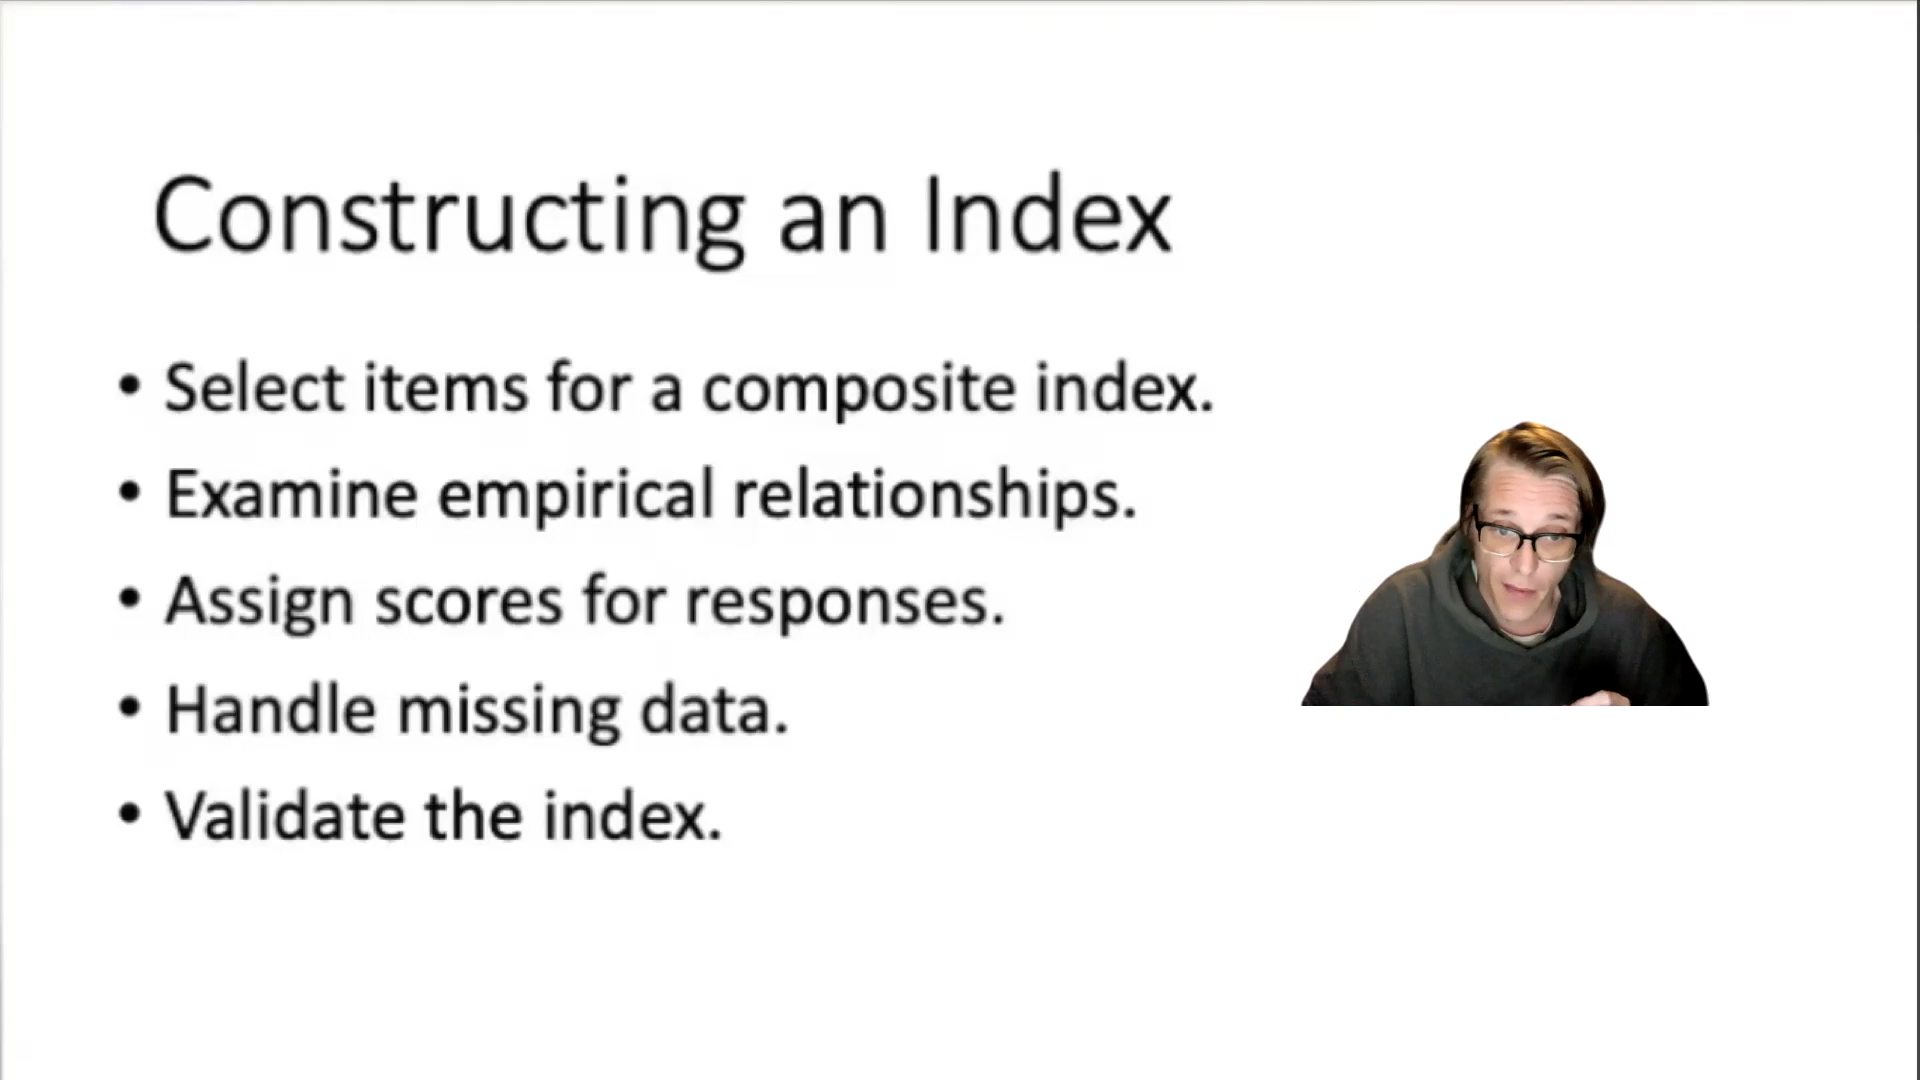 Constructing an Index
• Select items for a composite index.
• Examine empirical relationships.
• Assign scores for responses.
• Handle missing data.
• Validate the index.